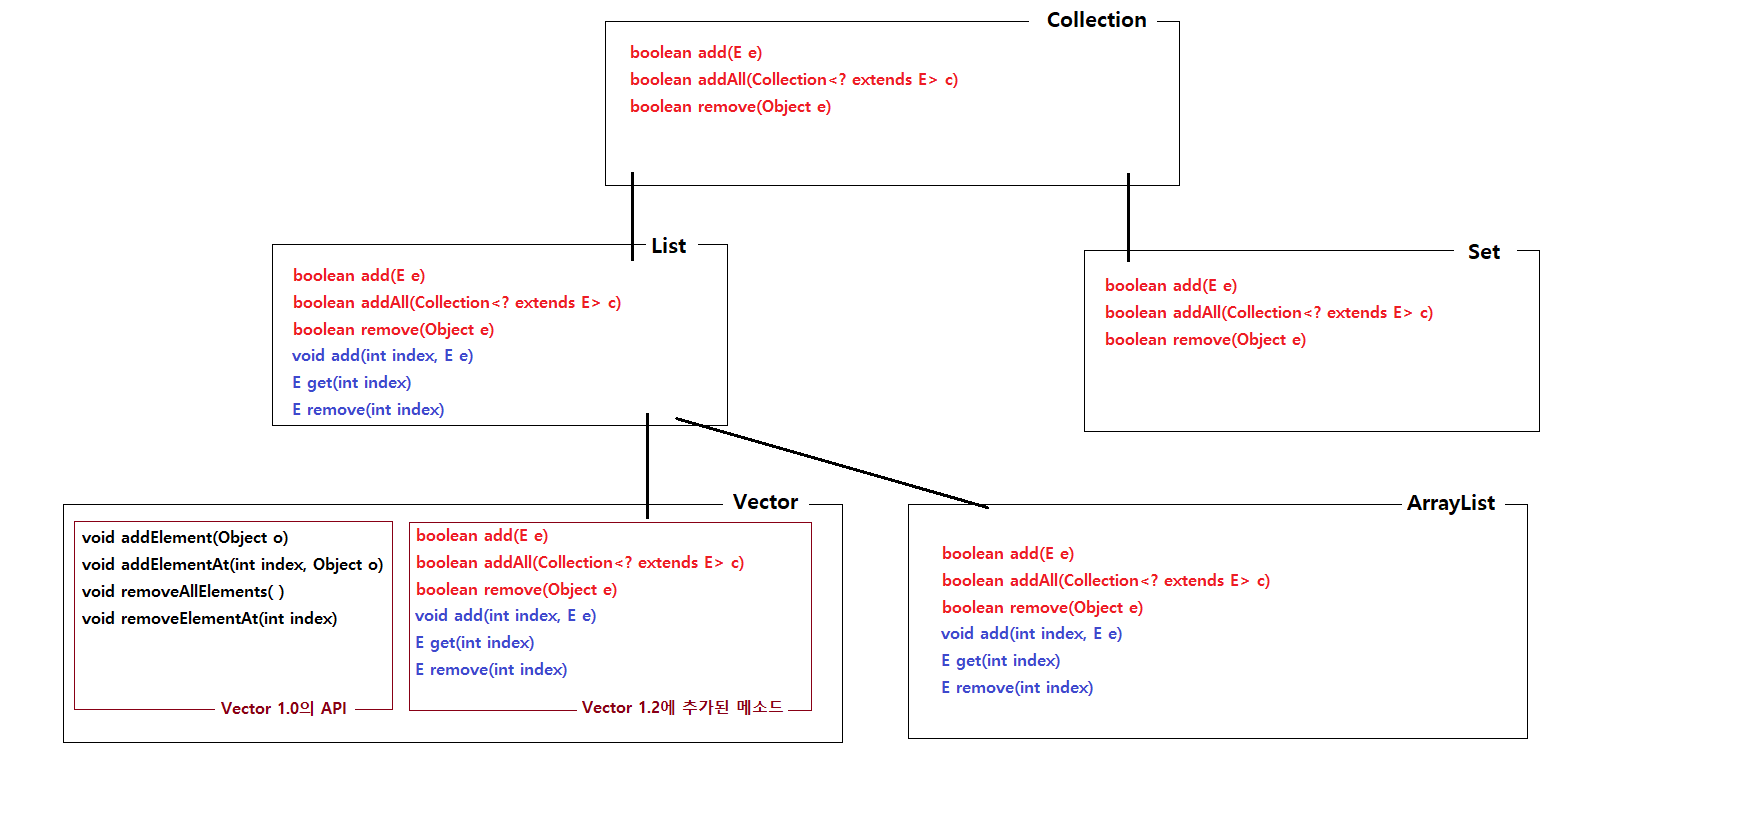 Collection
boolean add(E e)
boolean addAll(Collection<? extends E> c)
boolean remove(Object e)
List
boolean add(E e)
boolean addAll(Collection<? extends E> c)
boolean remove(Object e)
void add(int index, E e)
E get(int index)
E remove(int index)
Set
boolean add(E e)
boolean addAll(Collection<? extends E> c)
boolean remove(Object e)
Vector
void addElement(Object o)
void addElementAt(int index, Object o)
void removeAllElements( )
void removeElementAt(int index)
Vector 1.0의 API
boolean add(E e)
boolean addAll(Collection<? extends E> c)
boolean remove(Object e)
void add(int index, E e)
E get(int index)
E remove(int index)
Vector 1.2에 추가된 메소드
ArrayList
boolean add(E e)
boolean addAll(Collection<? extends E> c)
boolean remove(Object e)
void add(int index, E e)
E get(int index)
E remove(int index)